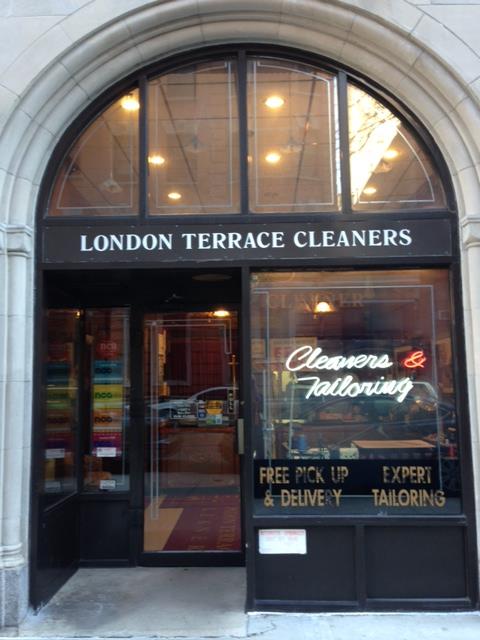 LONDON TERRACE CLEANERS
Cleaners &
Tailoring
FREE PICK UP
& DELIVERY
EXPERT
TAILORING